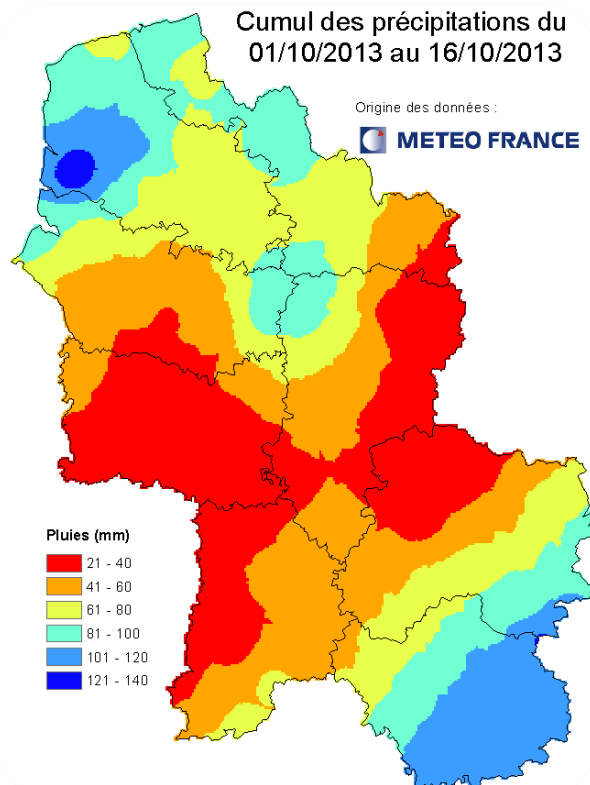 Cumul des précipitations du
01/10/2013 au 16/10/2013
Origine des données :
METEO FRANCE
Pluies (mm)
21 - 40
41 - 60
61 - 80
81 - 100
101 - 120
121 - 140